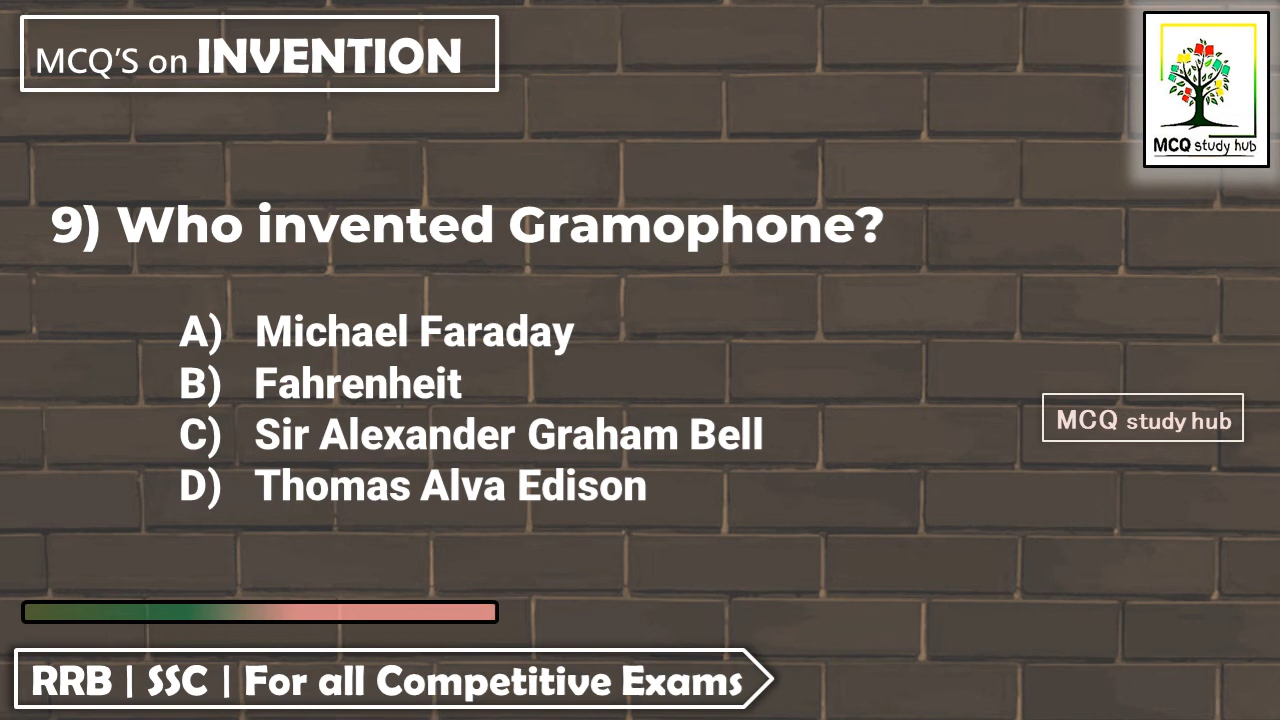 MCQ'S on INVENTION
MCQ study hub
9) Who invented Gramophone?
A) Michael Faraday
B) Fahrenheit
C) Sir Alexander Graham Bell
D) Thomas Alva Edison
MCQ study hub
RRB | SSC | For all Competitive Exams